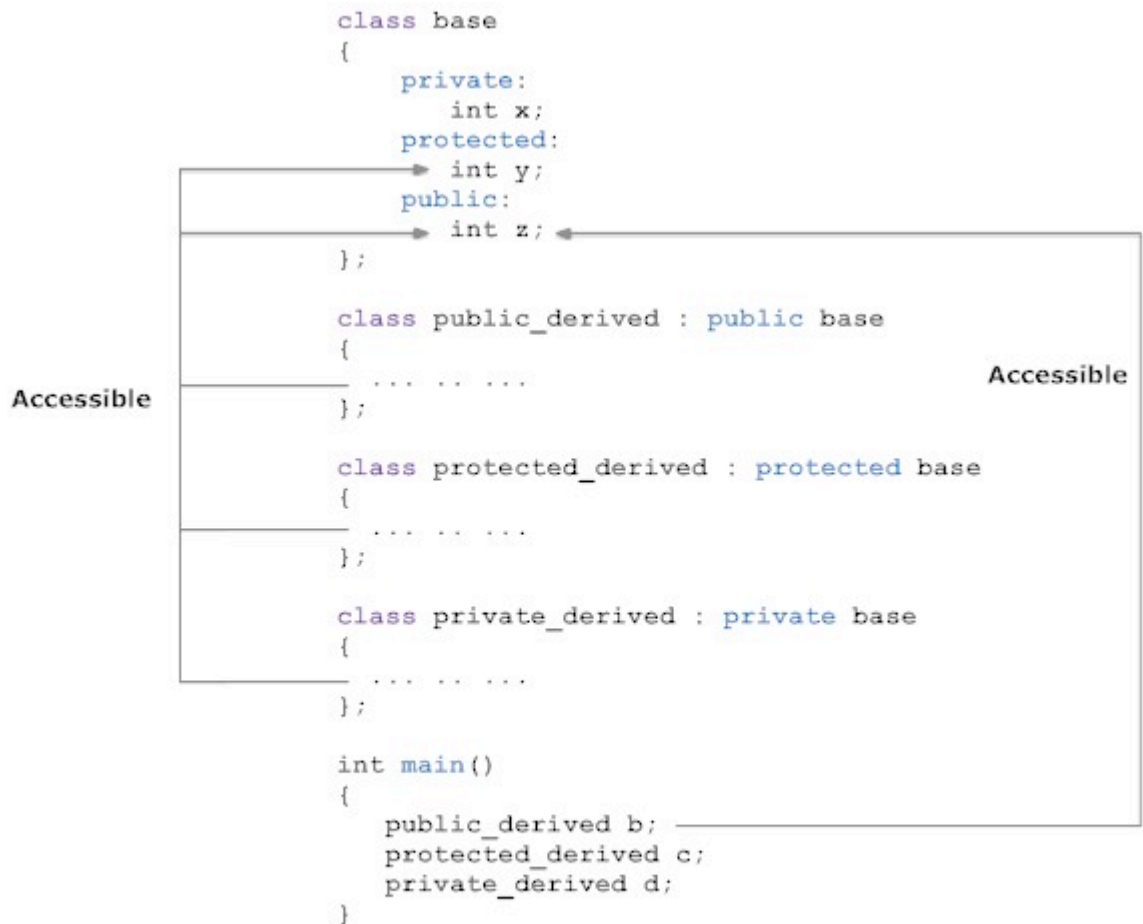 class base
{
private:
int x;
protected:
int y;
public:
int z;
};
class public_derived : public base
{
... .. ...
};
Accessible
Accessible
class protected_derived : protected base
{
... .. ...
};
class private_derived : private base
{
... .. ...
};
int main()
{
public_derived b;
protected_derived c;
private_derived d;
}